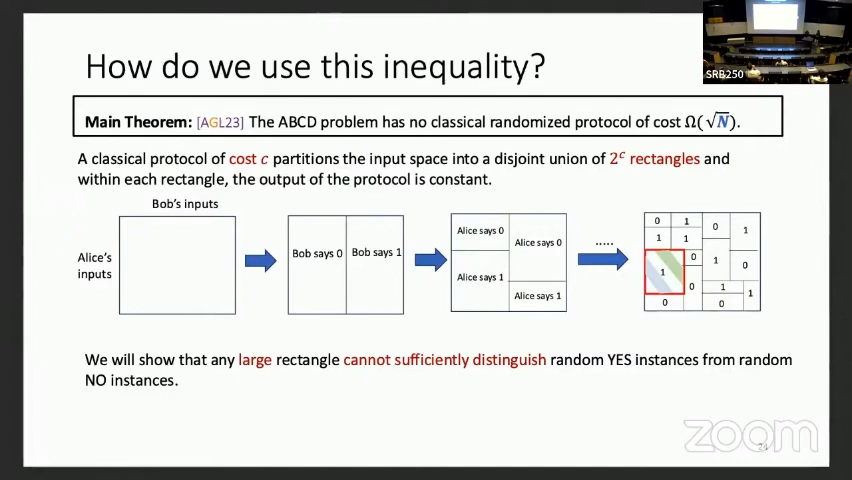 How do we use this inequality?
SRB250
Main Theorem: [AGL23] The ABCD problem has no classical randomized protocol of cost Ω(√N).
A classical protocol of cost c partitions the input space into a disjoint union of 2^c rectangles and
within each rectangle, the output of the protocol is constant.
Bob's inputs
Alice's
inputs
Bob says 0
Bob says 1
Alice says 0
Alice says 0
Alice says 1
Alice says 1
.....
0 1 0 1
1 1
0 1 0
1
0 1 1
0 0
We will show that any large rectangle cannot sufficiently distinguish random YES instances from random
NO instances.
zoom
24